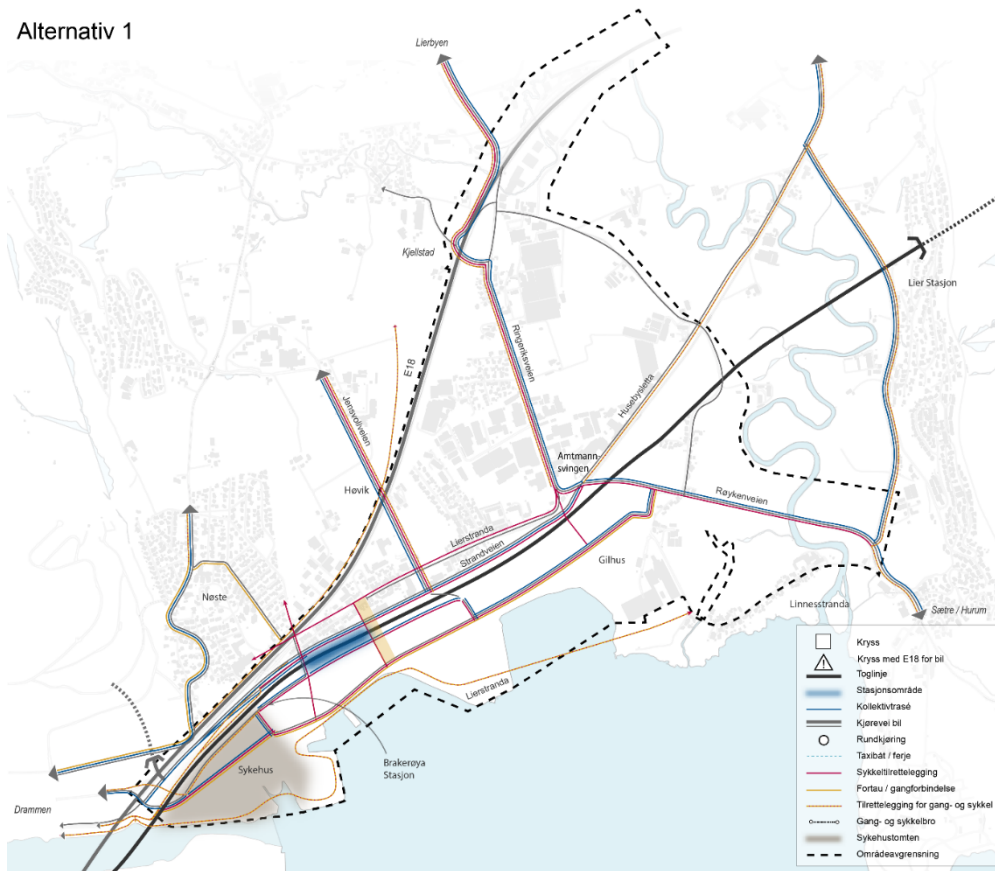 Alternativ 1
Lierbyen
Kjellstad
Lier Stasjon
E18
Ringeriksveien
Husebysletta
Jensvollveien
Amtmann-
svingen
Høvik
Røykenveien
Lierstranda
Strandveien
Gilhus
Nøste
Linnesstranda
Sætre / Hurum
Lierstranda
Brakerøya
Stasjon
Sykehus
Drammen
Kryss
Kryss med E18 for bil
Toglinje
Stasjonsområde
Kollektivtrasé
Kjørevei bil
Rundkjøring
Taxibåt / ferje
Sykkeltilrettelegging
Fortau / gangforbindelse
Tilrettelegging for gang- og sykkel
Gang- og sykkelbro
Sykehustomten
Områdeavgrensning